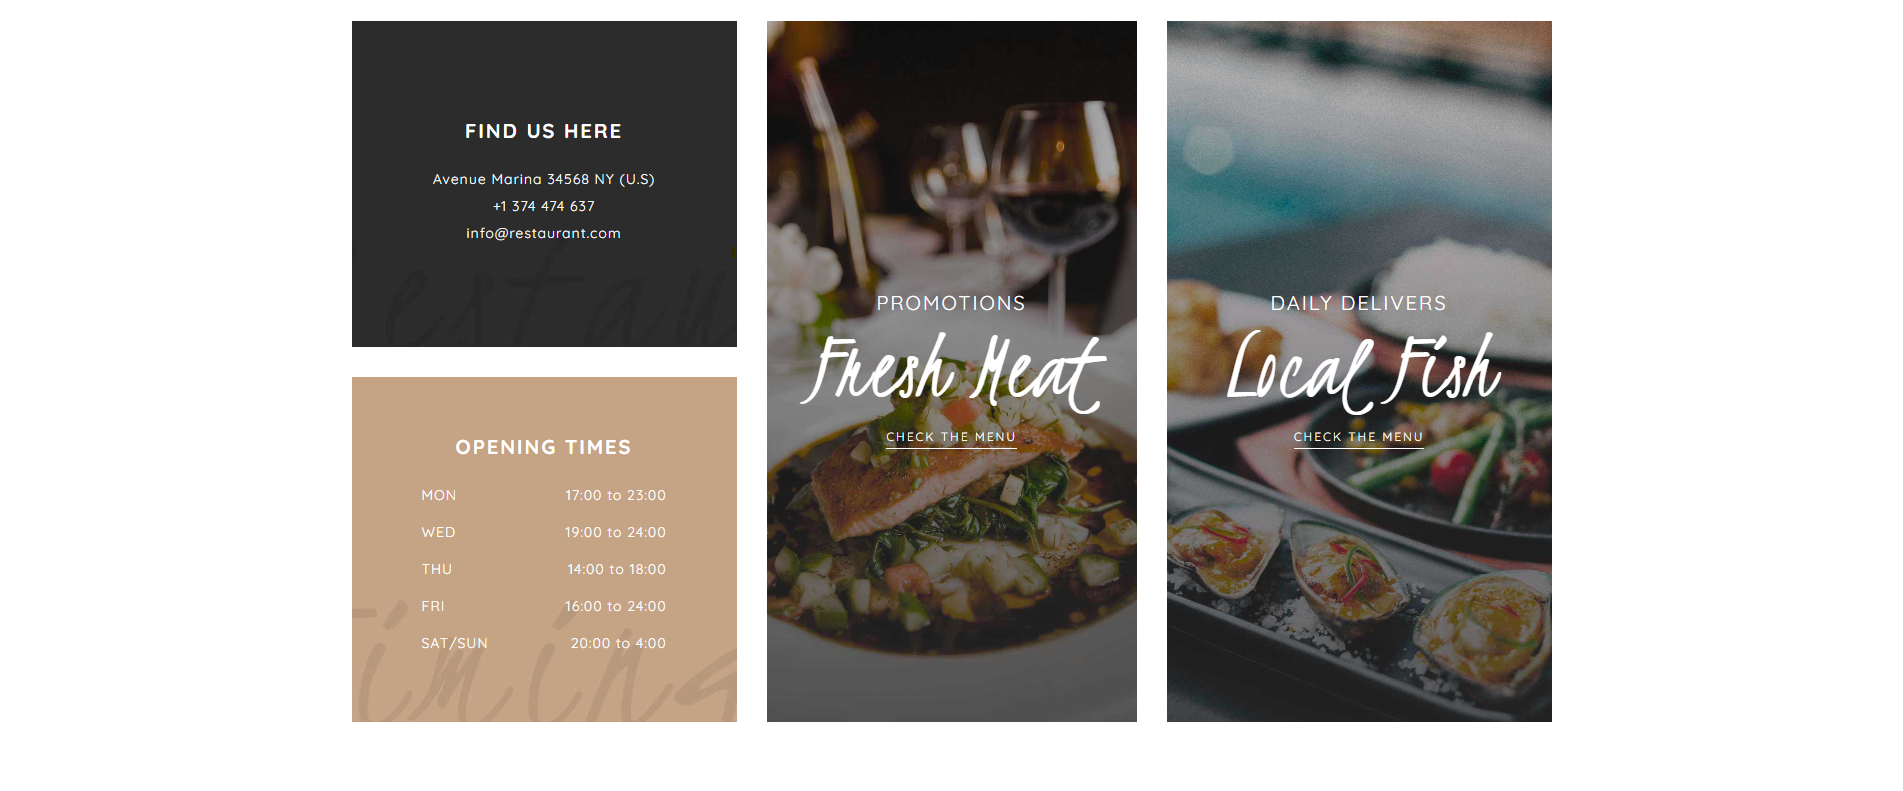 FIND US HERE
Avenue Marina 34568 NY (U.S)
+1 374 474 637
info@restaurant.com
OPENING TIMES
MON 17:00 to 23:00
WED 19:00 to 24:00
THU 14:00 to 18:00
FRI 16:00 to 24:00
SAT/SUN 20:00 to 4:00
PROMOTIONS
Fresh Meat
CHECK THE MENU
DAILY DELIVERS
Local Fish
CHECK THE MENU